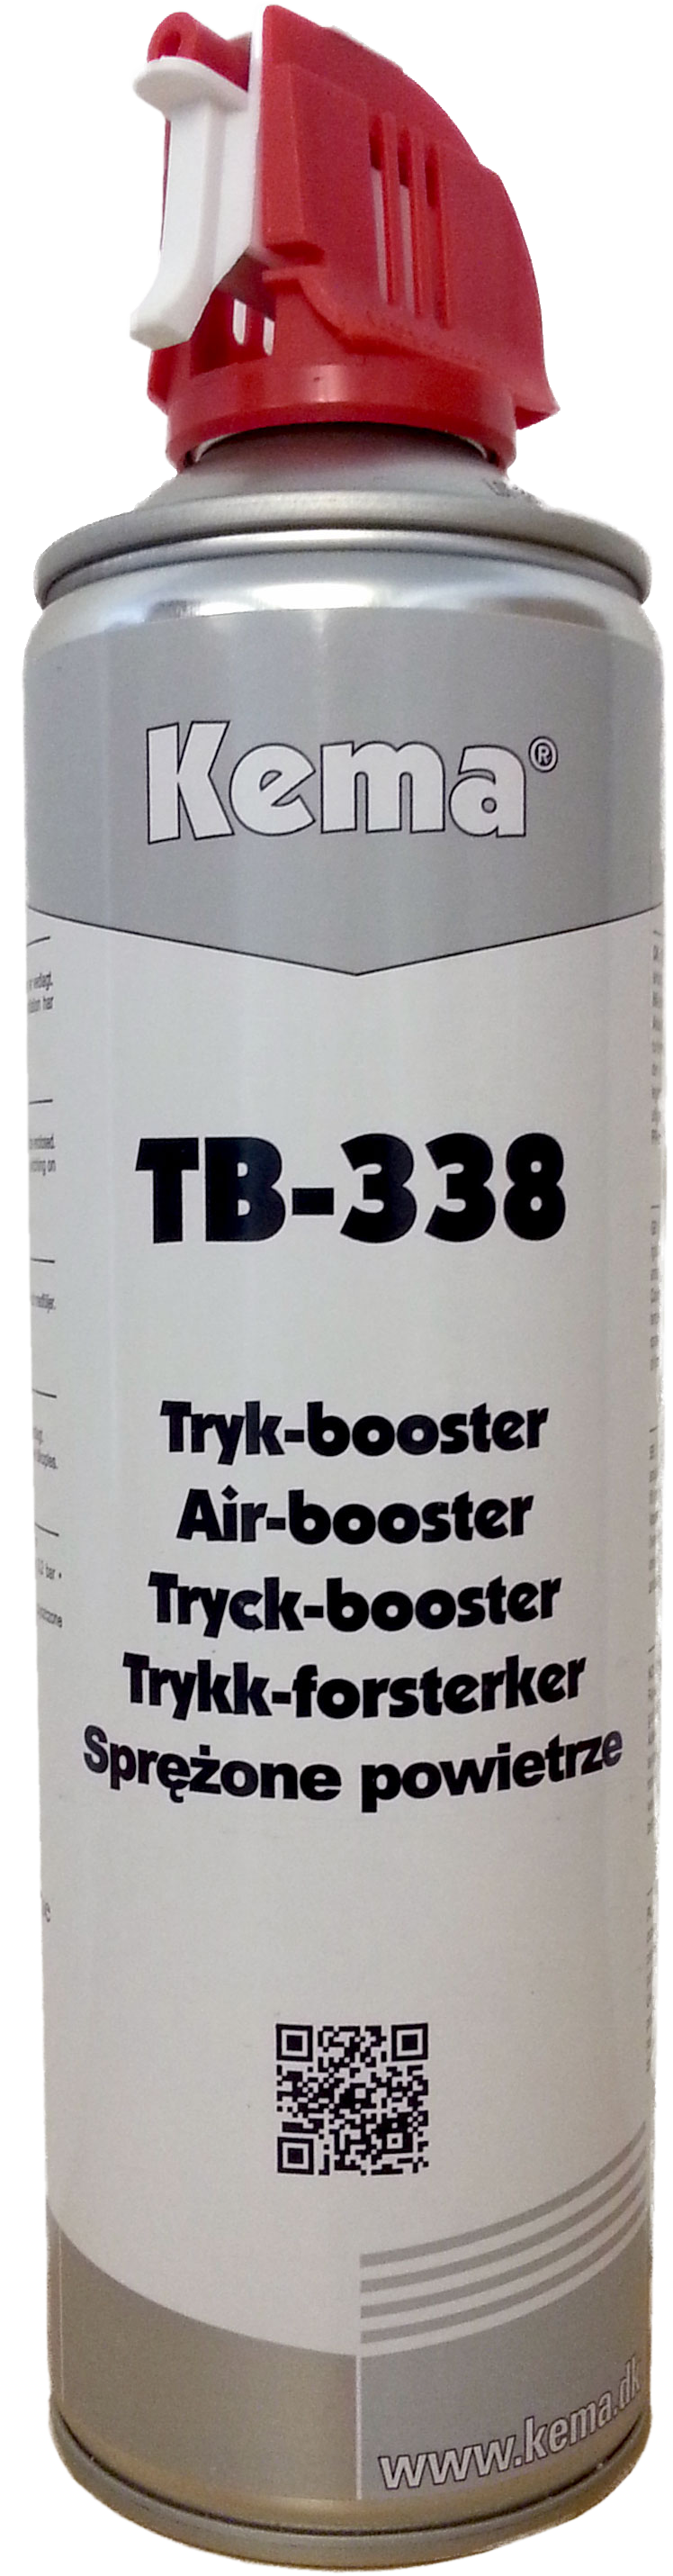 Kema®
TB-338
Tryk-booster
Air-booster
Tryck-booster
Trykk-forsterker
Sprężone powietrze
www.kema.dk